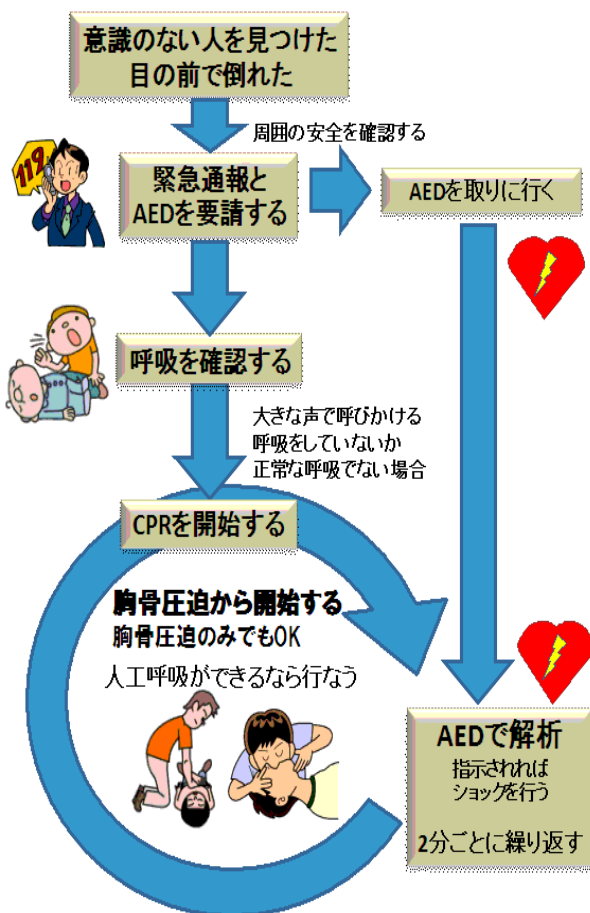 意識のない人を見つけた
目の前で倒れた
周囲の安全を確認する
119
緊急通報と
AEDを要請する
AEDを取りに行く
呼吸を確認する
大きな声で呼びかける
呼吸をしていないか
正常な呼吸でない場合
CPRを開始する
胸骨圧迫から開始する
胸骨圧迫のみでもOK
人工呼吸ができるなら行なう
AEDで解析
指示されれば
ショックを行う
2分ごとに繰り返す